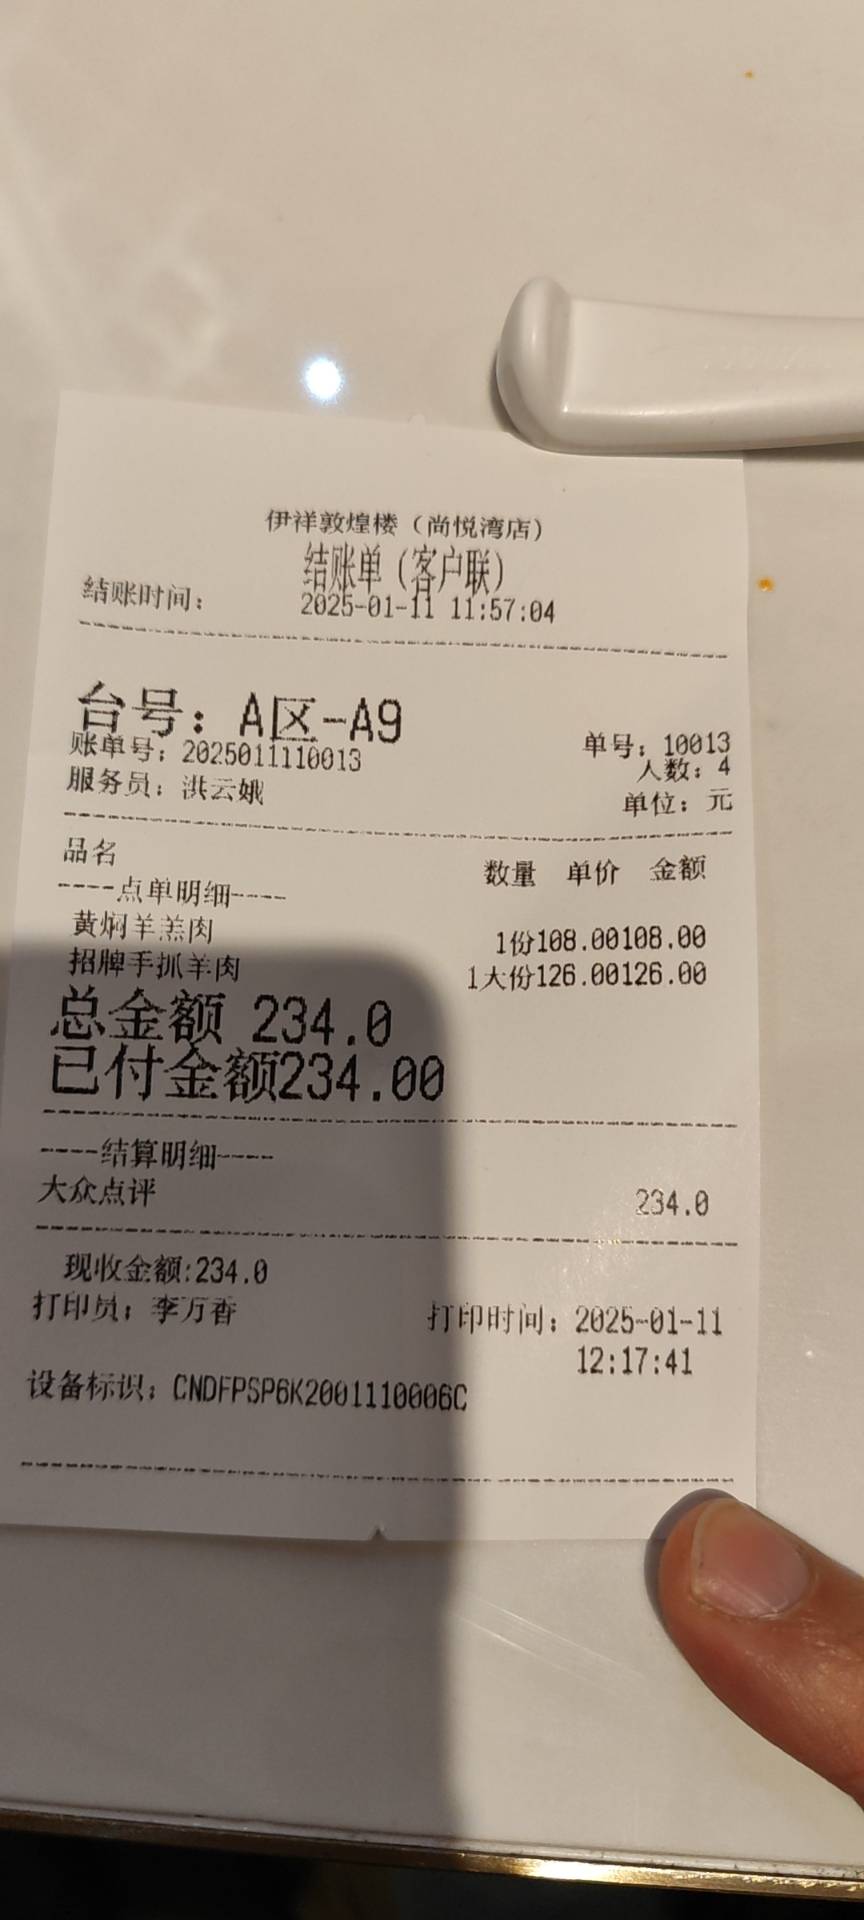 伊祥敦煌楼（尚悦湾店）
结账单（客户联）
结账时间： 2025-01-11 11:57:04
台号：A区-A9
账单号：2025011110013 单号：10013
人数：4
服务员：洪云娥 单位：元
品名 数量 单价 金额
----点单明细----
黄焖羊羔肉 1份108.00108.00
招牌手抓羊肉 1大份126.00126.00
总金额 234.0
已付金额234.00
----结算明细----
大众点评 234.0
现收金额:234.0
打印员：李万香 打印时间：2025-01-11
12:17:41
设备标识：CNDFPSP6K2001110006C